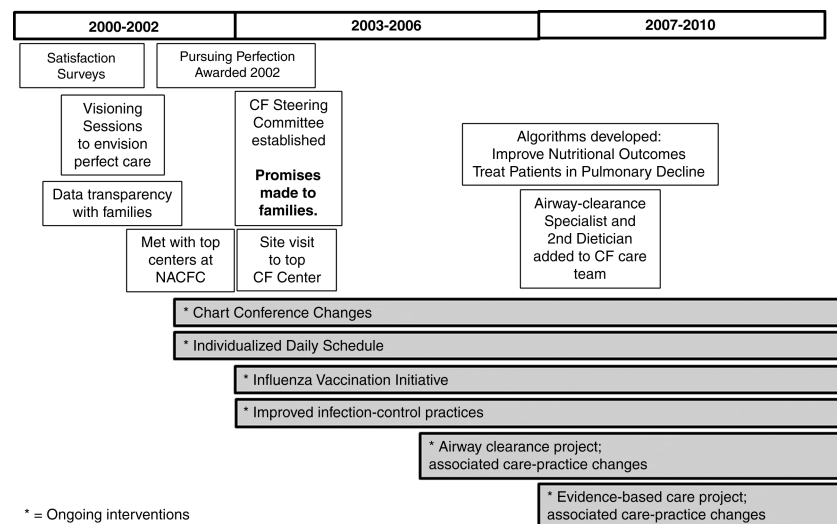 2000-2002
2003-2006
2007-2010
Satisfaction
Surveys
Pursuing Perfection
Awarded 2002
Visioning
Sessions
to envision
perfect care
CF Steering
Committee
established
Promises
made to
families.
Algorithms developed:
Improve Nutritional Outcomes
Treat Patients in Pulmonary Decline
Data transparency
with families
Airway-clearance
Specialist and
2nd Dietician
added to CF care
team
Met with top
centers at
NACFC
Site visit
to top
CF Center
* Chart Conference Changes
* Individualized Daily Schedule
* Influenza Vaccination Initiative
* Improved infection-control practices
* Airway clearance project;
associated care-practice changes
* Evidence-based care project;
associated care-practice changes
* = Ongoing interventions